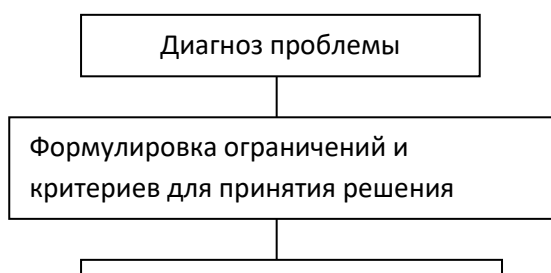 Диагноз проблемы
Формулировка ограничений и
критериев для принятия решения